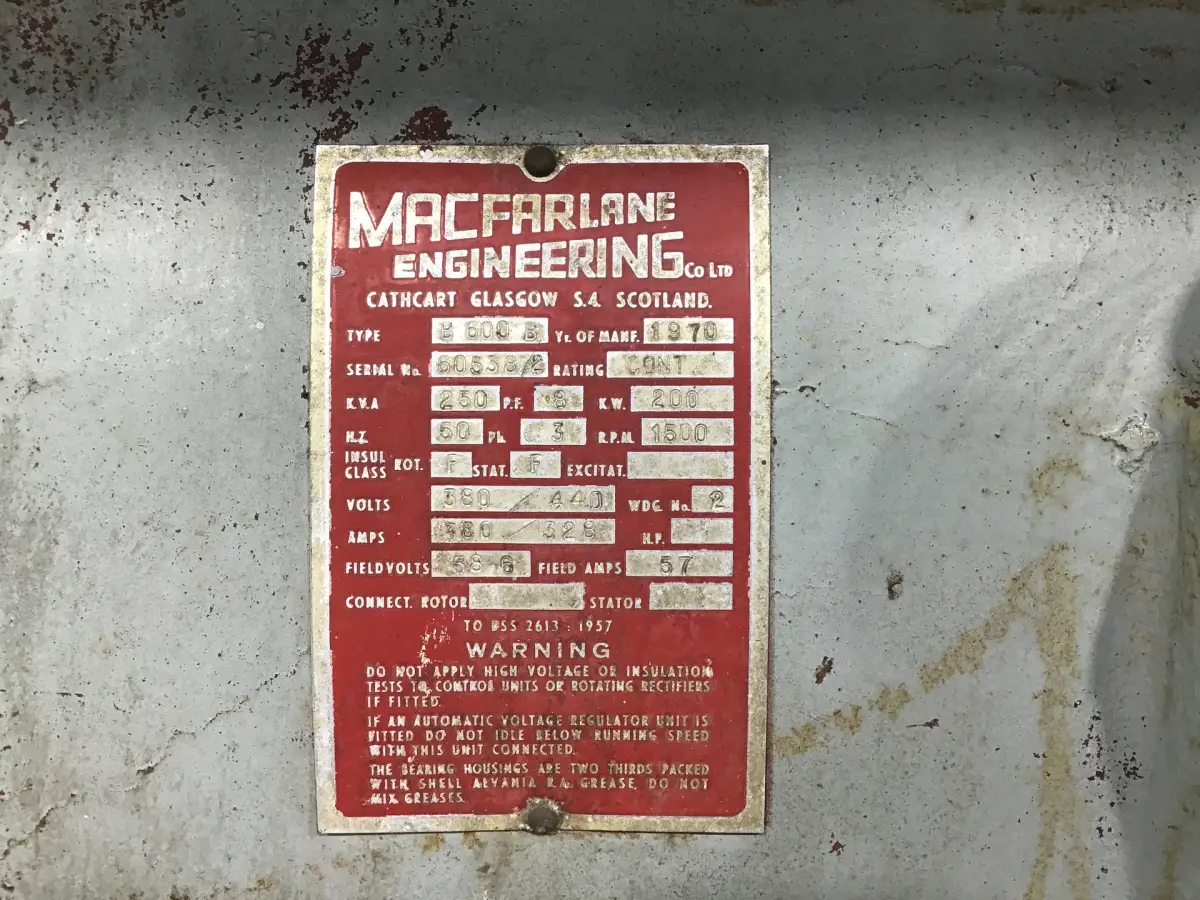 MACFARLANE
ENGINEERING Co LTD
CATHCART GLASGOW S.4. SCOTLAND.
TYPE B 600 B YR. OF MANF. 1970
SERIAL No. 60538/2 RATING CONT
K.V.A 250 P.F. .8 K.W. 200
H.Z. 50 Ph. 3 R.P.M. 1500
INSUL CLASS ROT. F STAT. F EXCITAT.
VOLTS 380 / 440 WDG. No. 2
AMPS 380 / 328 H.P.
FIELD VOLTS 58 6 FIELD AMPS 57
CONNECT. ROTOR STATOR
TO BSS 2613 : 1957
WARNING
DO NOT APPLY HIGH VOLTAGE OR INSULATION
TESTS TO CONTROL UNITS OR ROTATING RECTIFIERS
IF FITTED.
IF AN AUTOMATIC VOLTAGE REGULATOR UNIT IS
FITTED DO NOT IDLE BELOW RUNNING SPEED
WITH THIS UNIT CONNECTED.
THE BEARING HOUSINGS ARE TWO THIRDS PACKED
WITH SHELL ALVANIA R.A. GREASE, DO NOT
MIX GREASES.